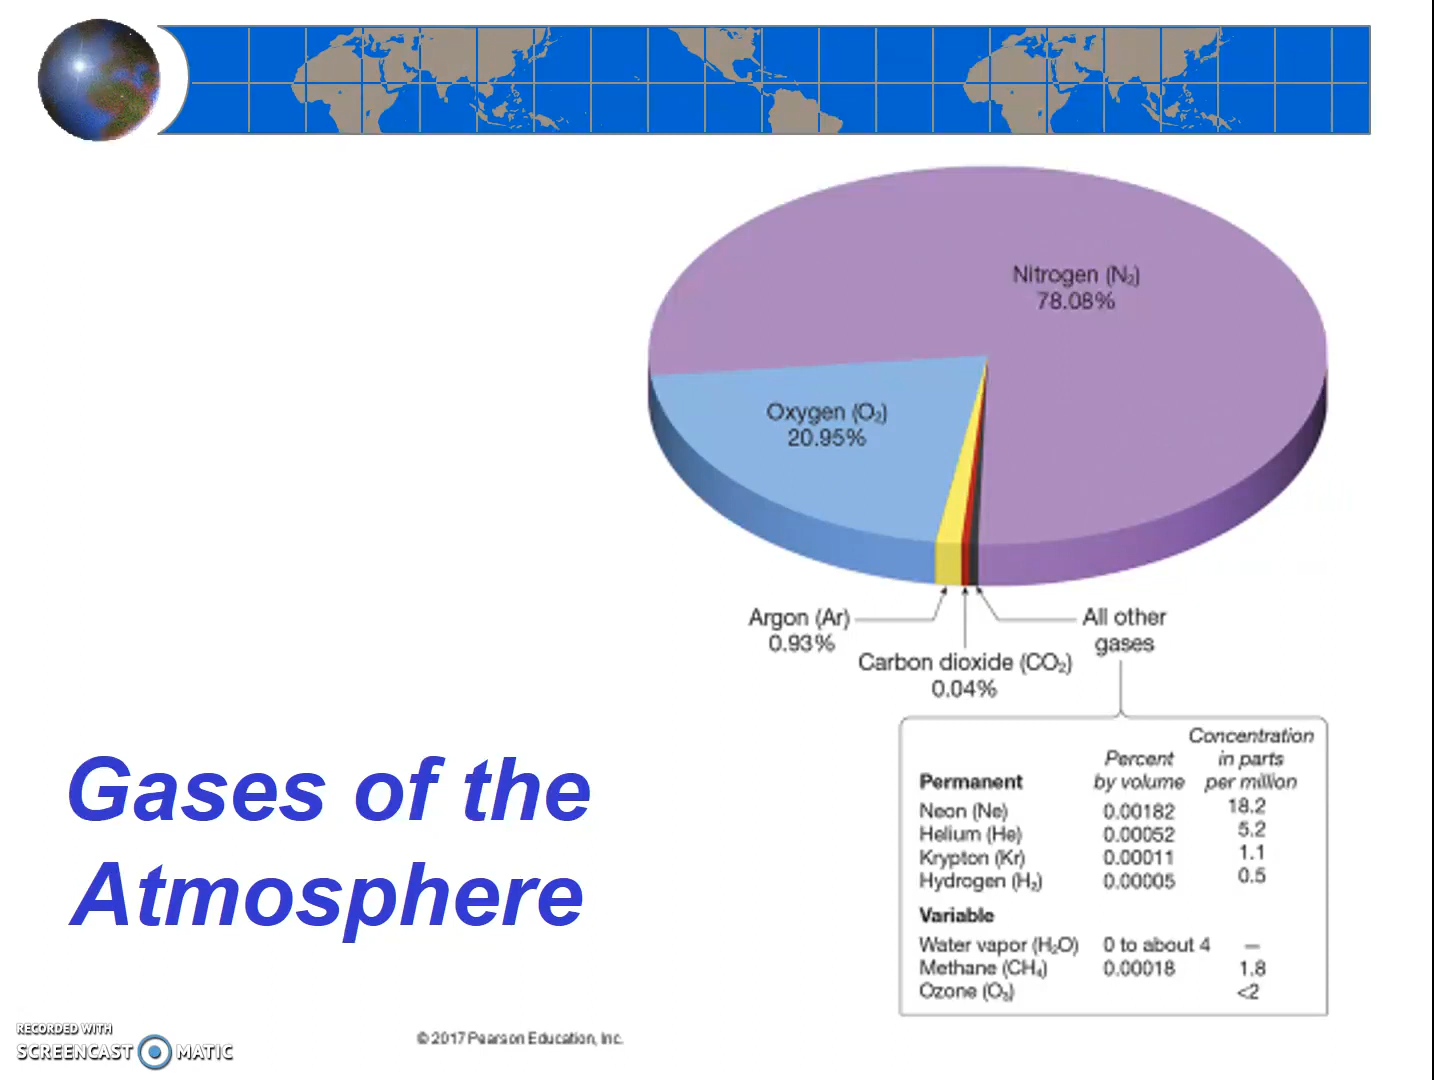 Nitrogen (N₂)
78.08%
Oxygen (O₂)
20.95%
Argon (Ar)
0.93%
Carbon dioxide (CO₂)
0.04%
All other
gases
Concentration
Percent in parts
Permanent by volume per million
Neon (Ne) 0.00182 18.2
Helium (He) 0.00052 5.2
Krypton (Kr) 0.00011 1.1
Hydrogen (H₂) 0.00005 0.5
Variable
Water vapor (H₂O) 0 to about 4 —
Methane (CH₄) 0.00018 1.8
Ozone (O₃) <2
Gases of the
Atmosphere
RECORDED WITH
SCREENCAST MATIC
© 2017 Pearson Education, Inc.